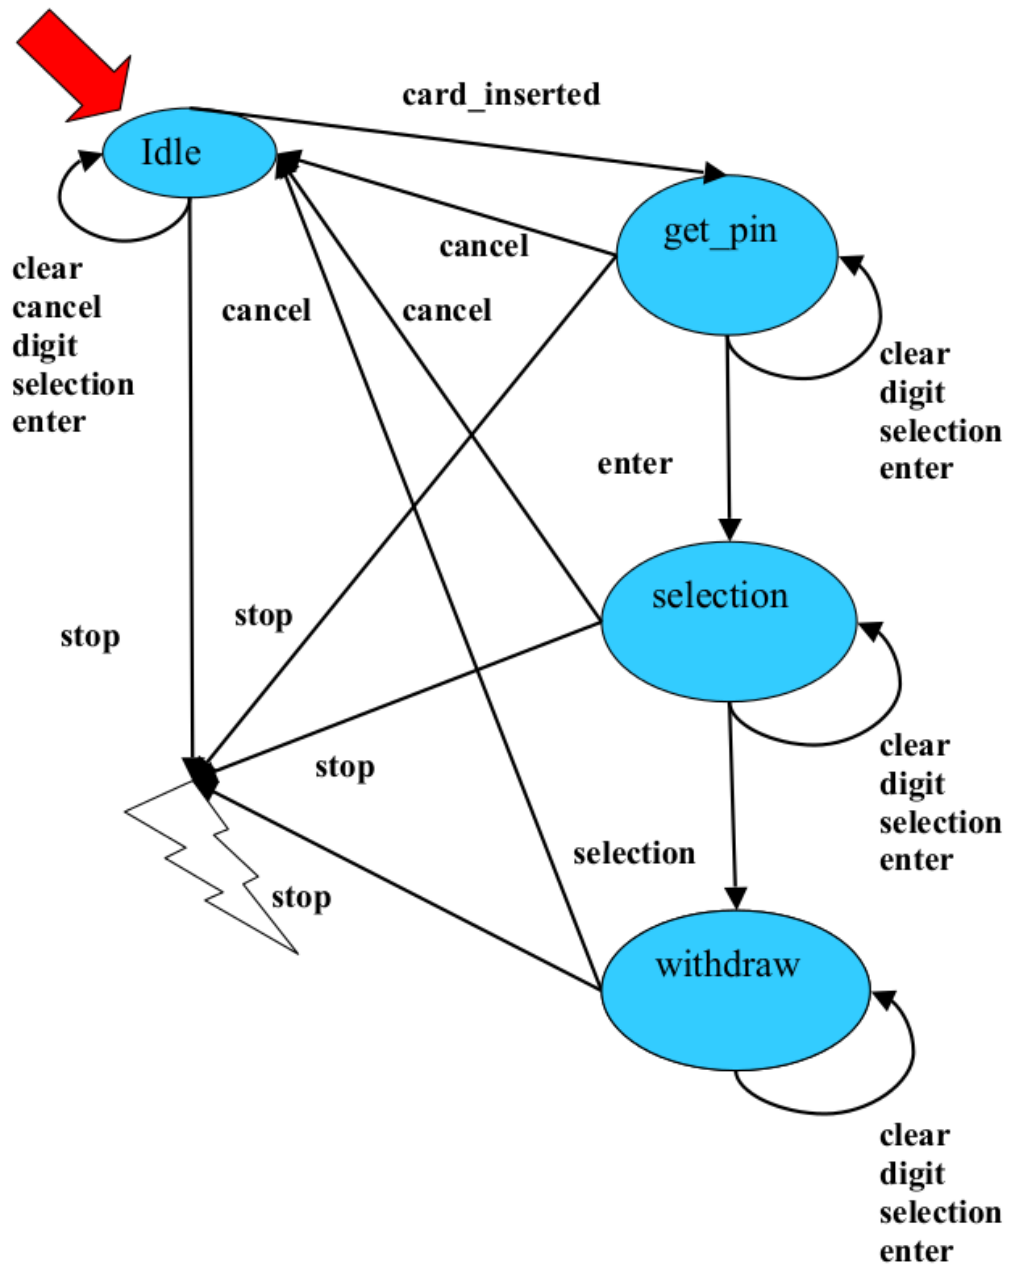 card_inserted
Idle
get_pin
cancel
clear
cancel
digit
selection
enter
cancel
cancel
clear
digit
selection
enter
enter
selection
stop
stop
clear
digit
selection
enter
stop
selection
stop
withdraw
clear
digit
selection
enter